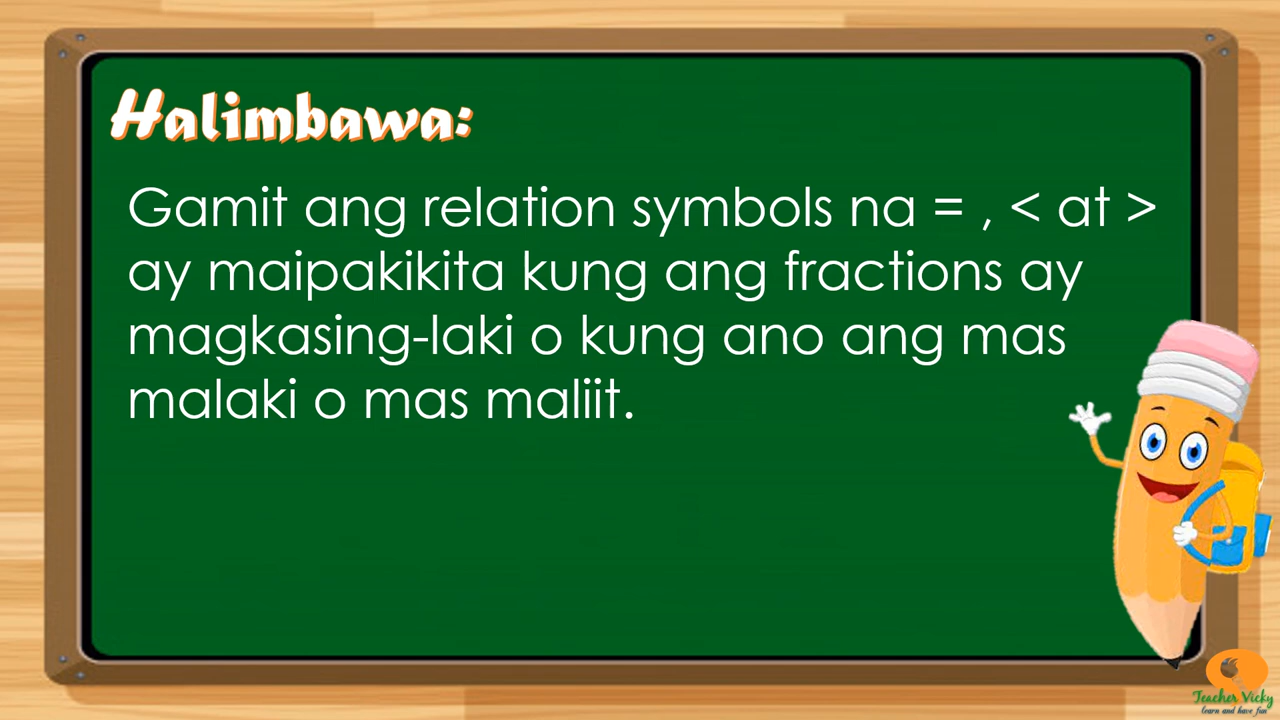 Halimbawa:
Gamit ang relation symbols na = , < at >
ay maipakikita kung ang fractions ay
magkasing-laki o kung ano ang mas
malaki o mas maliit.
Teacher Vicky
learn and have fun